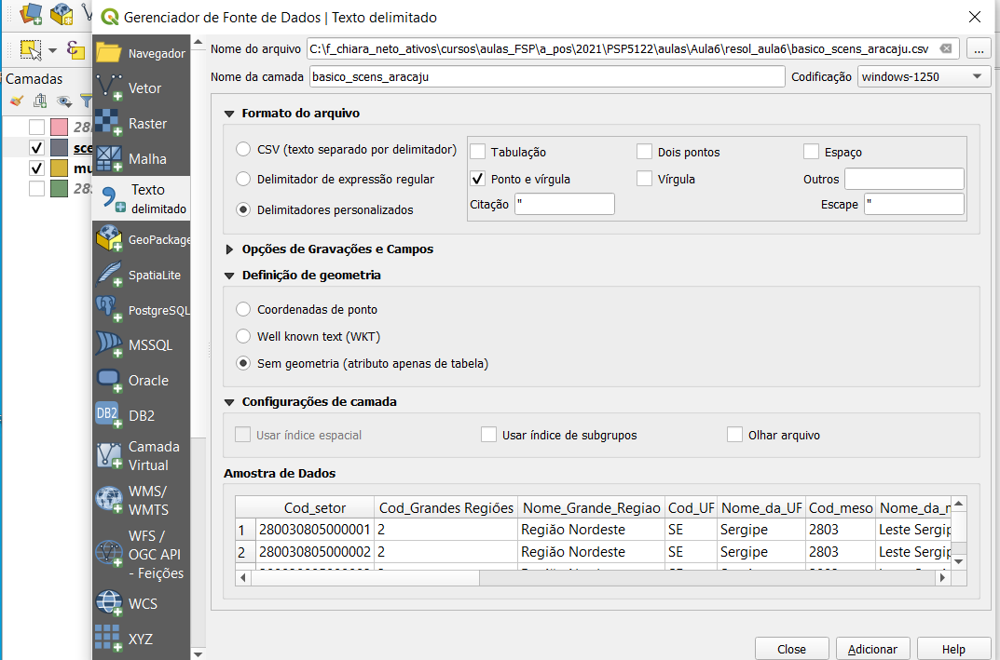 Gerenciador de Fonte de Dados | Texto delimitado
Camadas
28
sce
mu
28
Navegador
Vetor
Raster
Malha
Texto
delimitado
GeoPackage
SpatiaLite
PostgreSQL
MSSQL
Oracle
DB2
DB2
Camada
Virtual
WMS/
WMTS
WFS /
OGC API
- Feições
WCS
XYZ
Nome do arquivo C:\f_chiara_neto_ativos\cursos\aulas_FSP\a_pos\2021\PSP5122\aulas\Aula6\resol_aula6\basico_scens_aracaju.csv ...
Nome da camada basico_scens_aracaju Codificação windows-1250
Formato do arquivo
CSV (texto separado por delimitador) Tabulação Dois pontos Espaço
Delimitador de expressão regular Ponto e vírgula Vírgula Outros
Delimitadores personalizados Citação " Escape "
Opções de Gravações e Campos
Definição de geometria
Coordenadas de ponto
Well known text (WKT)
Sem geometria (atributo apenas de tabela)
Configurações de camada
Usar índice espacial Usar índice de subgrupos Olhar arquivo
Amostra de Dados
Cod_setor Cod_Grandes Regiőes Nome_Grande_Regiao Cod_UF Nome_da_UF Cod_meso Nome_da_m
1 280030805000001 2 Região Nordeste SE Sergipe 2803 Leste Sergip
2 280030805000002 2 Região Nordeste SE Sergipe 2803 Leste Sergip
Close Adicionar Help